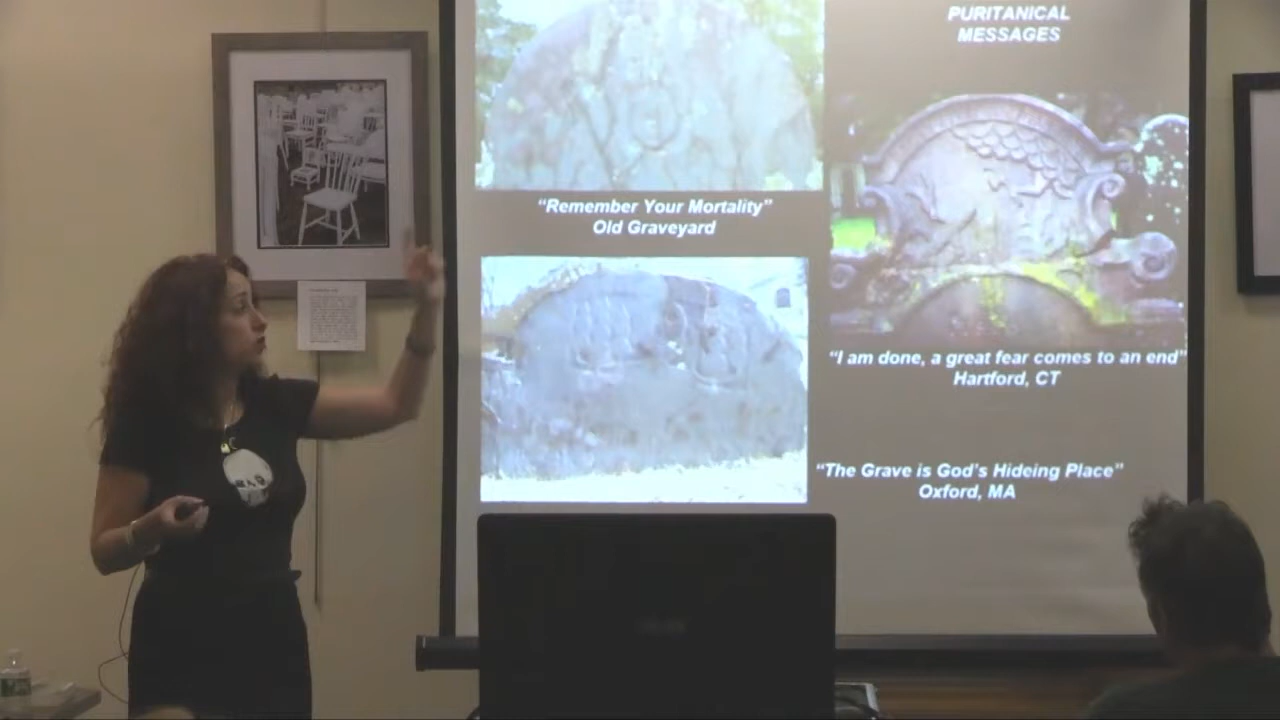 PURITANICAL
MESSAGES
“Remember Your Mortality”
Old Graveyard
“I am done, a great fear comes to an end”
Hartford, CT
“The Grave is God’s Hideing Place”
Oxford, MA